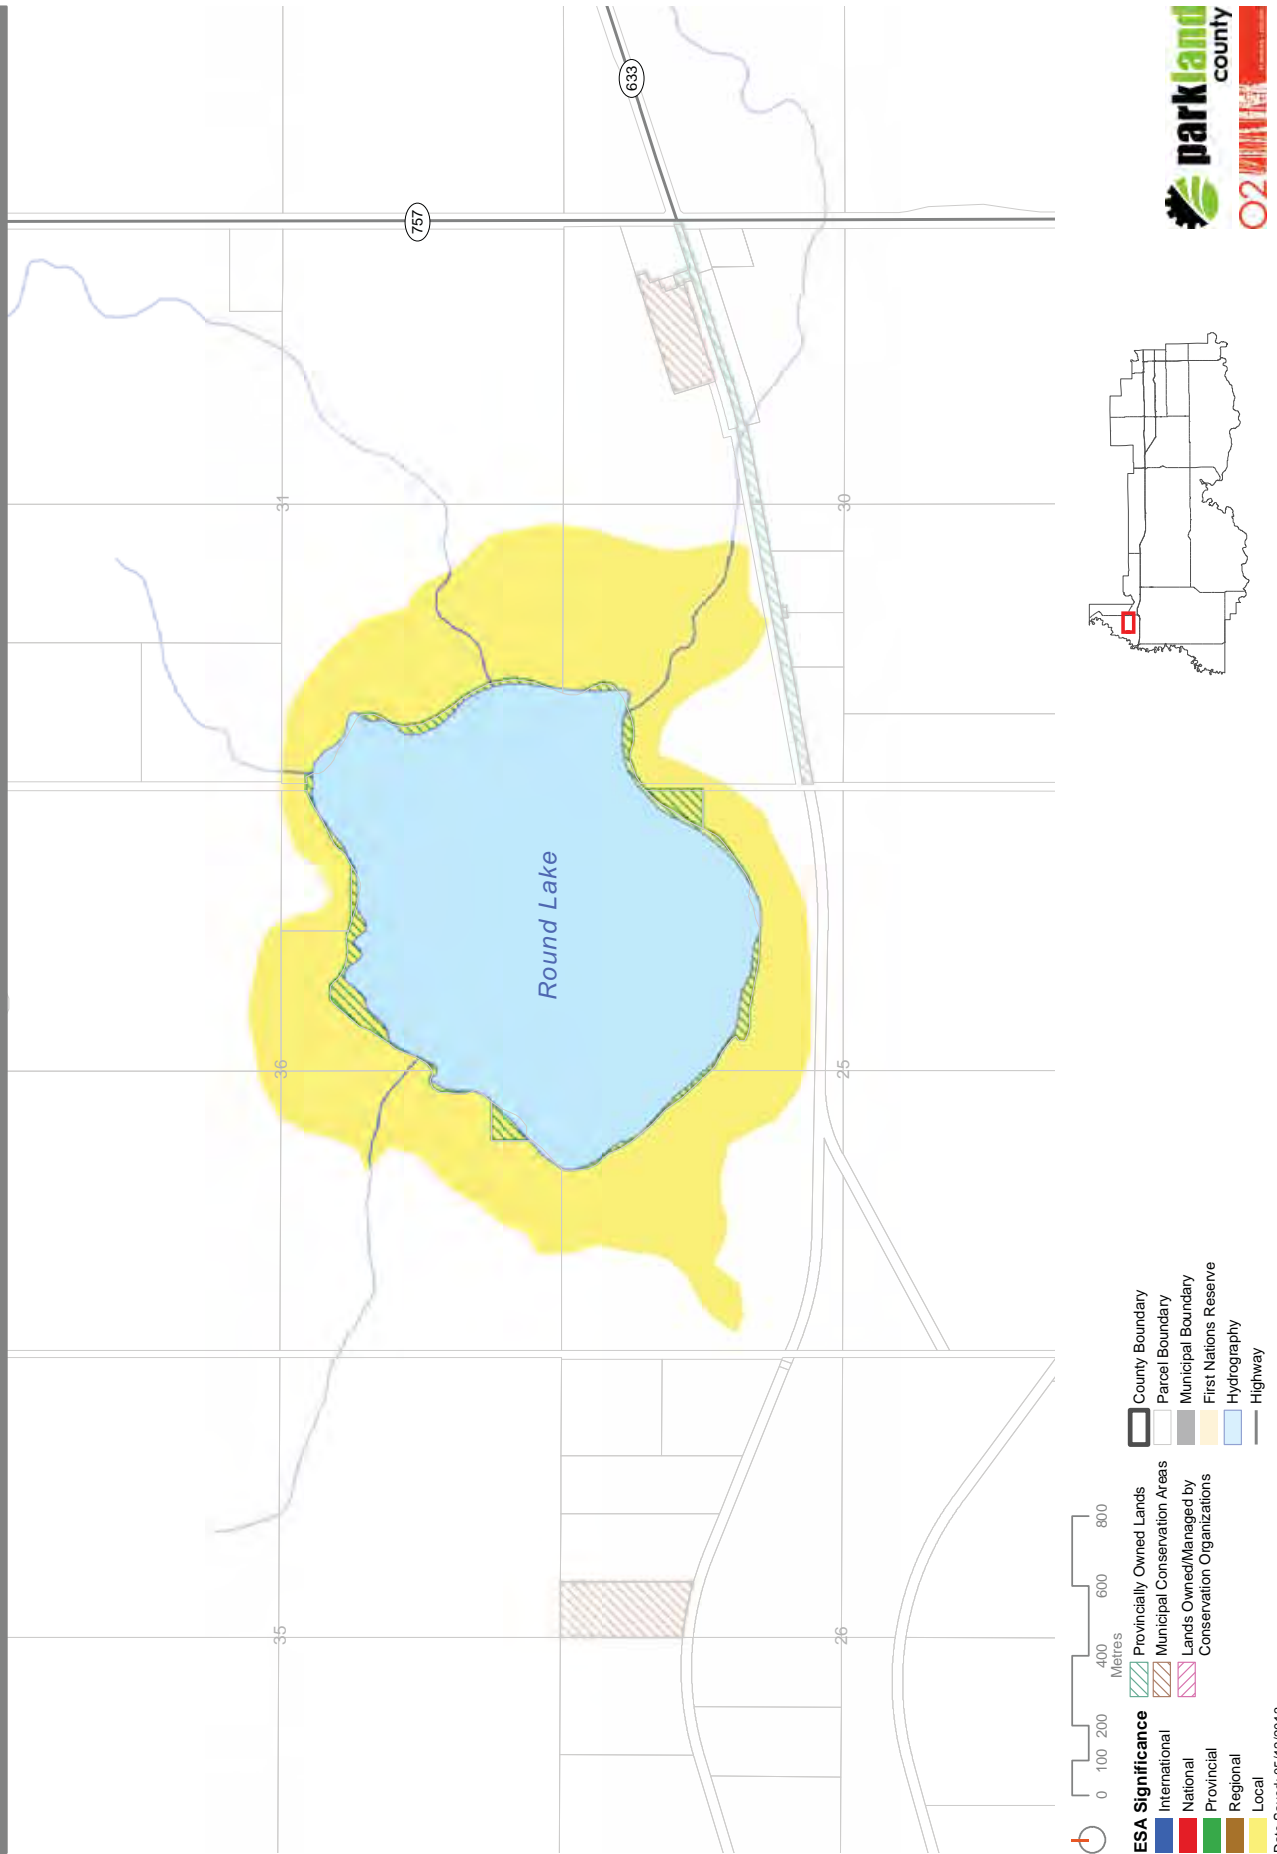 633
757
31
30
Round Lake
36
25
35
26
parkland
county
O2
0 100 200 400 600 800
Metres
ESA Significance
International
National
Provincial
Regional
Local
Provincially Owned Lands
Municipal Conservation Areas
Lands Owned/Managed by
Conservation Organizations
County Boundary
Parcel Boundary
Municipal Boundary
First Nations Reserve
Hydrography
Highway